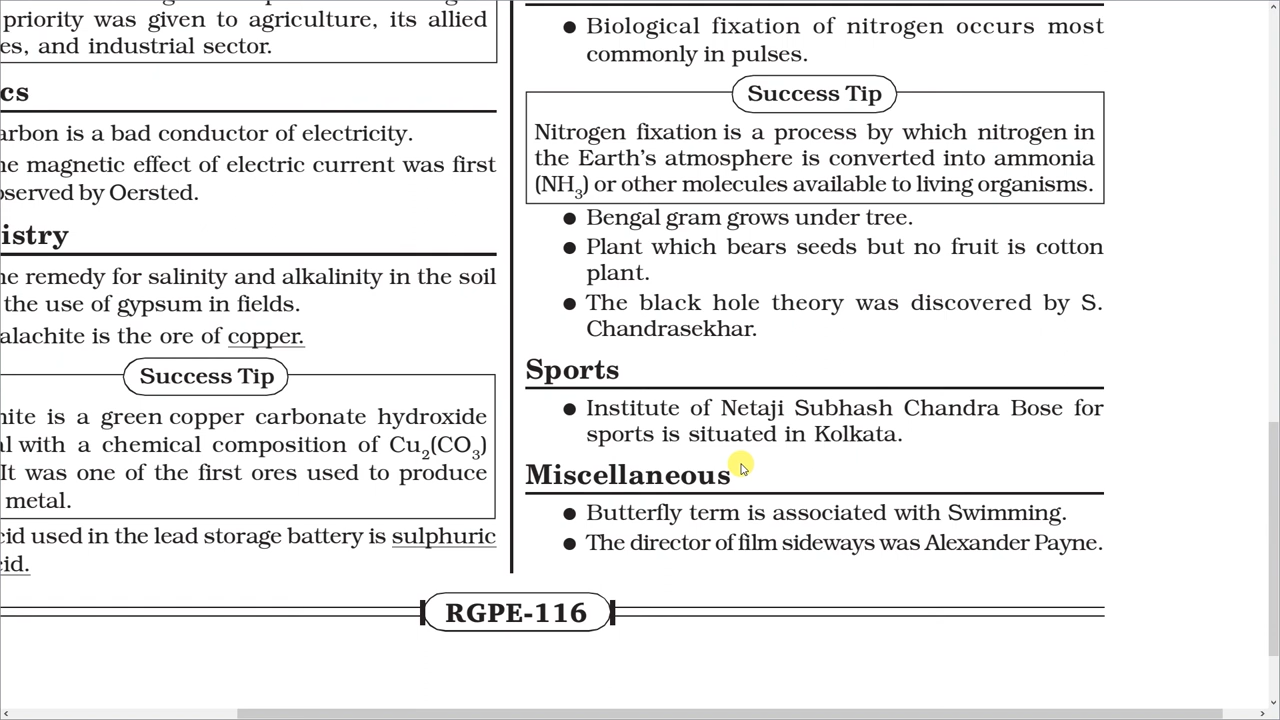 priority was given to agriculture, its allied
es, and industrial sector.
cs
arbon is a bad conductor of electricity.
ne magnetic effect of electric current was first
bserved by Oersted.
istry
ne remedy for salinity and alkalinity in the soil
the use of gypsum in fields.
alachite is the ore of copper.
Success Tip
hite is a green copper carbonate hydroxide
al with a chemical composition of Cu₂(CO₃)
It was one of the first ores used to produce
metal.
cid used in the lead storage battery is sulphuric
cid.
● Biological fixation of nitrogen occurs most
commonly in pulses.
Success Tip
Nitrogen fixation is a process by which nitrogen in
the Earth's atmosphere is converted into ammonia
(NH₃) or other molecules available to living organisms.
● Bengal gram grows under tree.
● Plant which bears seeds but no fruit is cotton
plant.
● The black hole theory was discovered by S.
Chandrasekhar.
Sports
● Institute of Netaji Subhash Chandra Bose for
sports is situated in Kolkata.
Miscellaneous
● Butterfly term is associated with Swimming.
● The director of film sideways was Alexander Payne.
RGPE-116